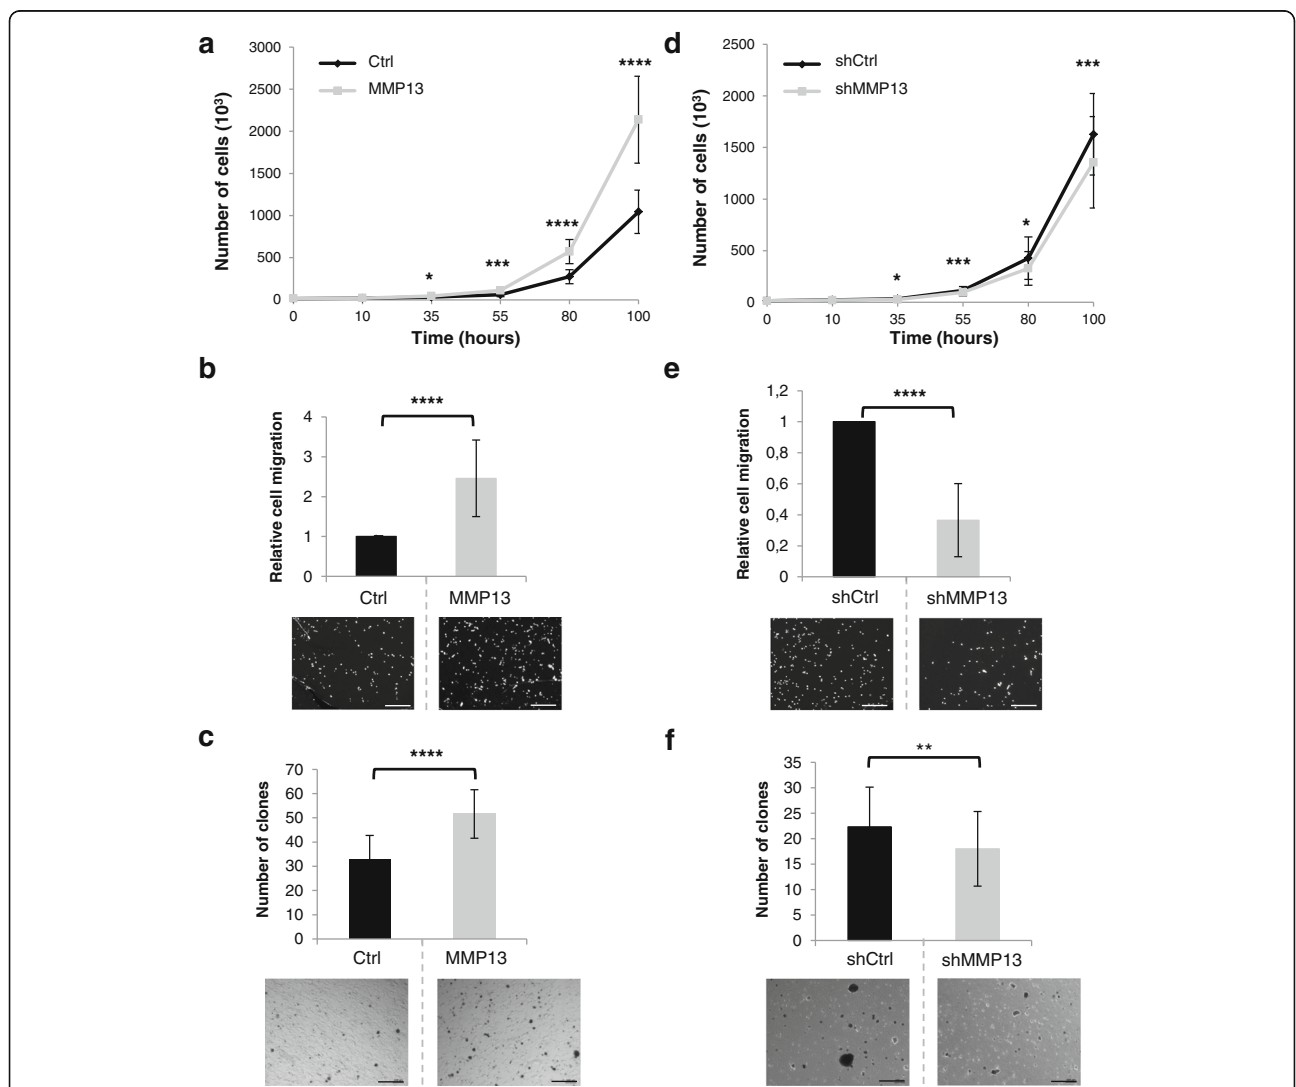 a
Number of cells (10³)
3000
2500
2000
1500
1000
500
0
Ctrl
MMP13
*
***
****
****
0 10 35 55 80 100
Time (hours)
d
Number of cells (10³)
2500
2000
1500
1000
500
0
shCtrl
shMMP13
*
***
*
***
0 10 35 55 80 100
Time (hours)
b
Relative cell migration
4
3
2
1
0
****
Ctrl MMP13
e
Relative cell migration
1,2
1
0,8
0,6
0,4
0,2
0
****
shCtrl shMMP13
c
Number of clones
70
60
50
40
30
20
10
0
****
Ctrl MMP13
f
Number of clones
35
30
25
20
15
10
5
0
**
shCtrl shMMP13